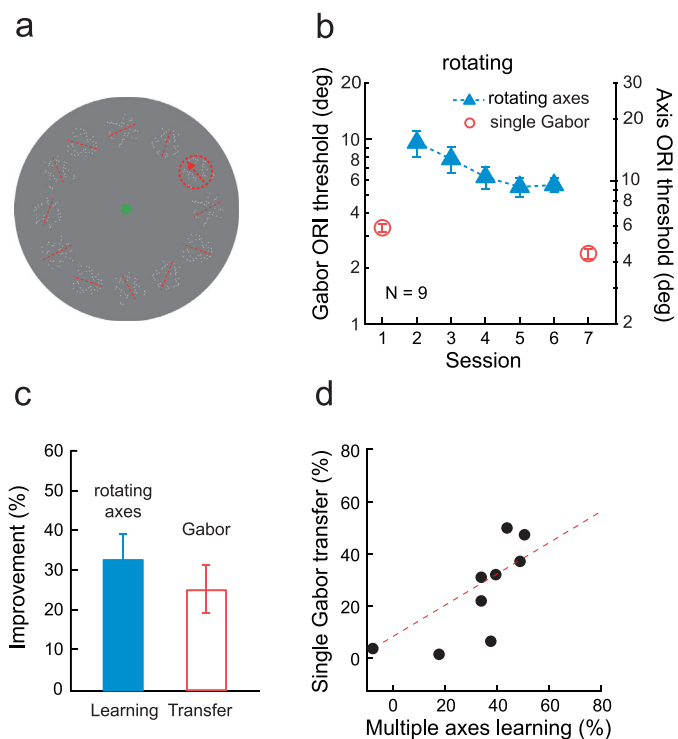 a
b
rotating
rotating axes
single Gabor
Gabor ORI threshold (deg)
20
10
8
6
4
2
1
Axis ORI threshold (deg)
30
20
10
8
6
4
2
N = 9
1 2 3 4 5 6 7
Session
c
Improvement (%)
60
50
40
30
20
10
0
rotating
axes
Gabor
Learning Transfer
d
Single Gabor transfer (%)
80
60
40
20
0
0 20 40 60 80
Multiple axes learning (%)